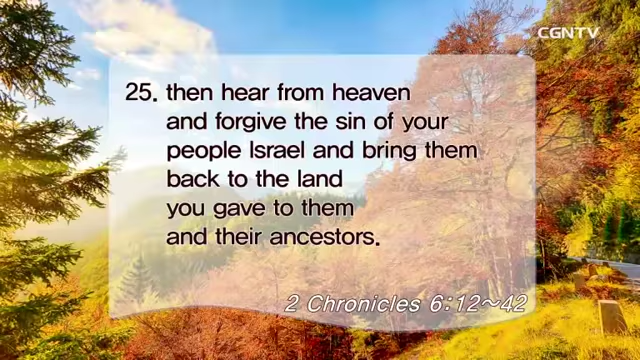 CGNTV
25. then hear from heaven
and forgive the sin of your
people Israel and bring them
back to the land
you gave to them
and their ancestors.
2 Chronicles 6:12~42